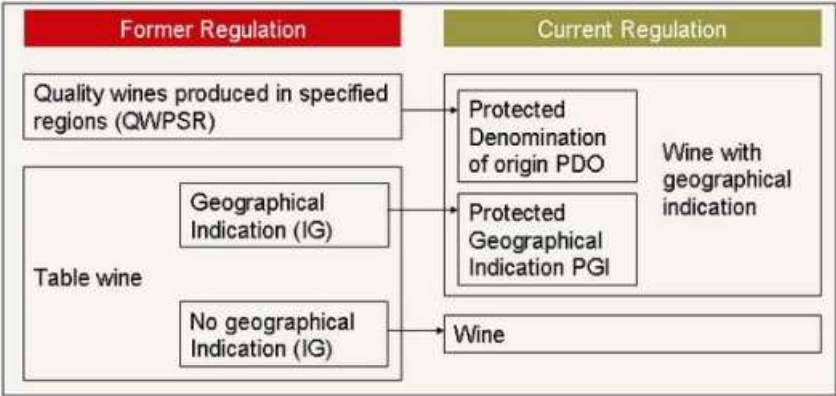 Former Regulation
Current Regulation
Quality wines produced in specified
regions (QWPSR)
Protected
Denomination
of origin PDO
Wine with
geographical
indication
Geographical
Indication (IG)
Protected
Geographical
Indication PGI
Table wine
No geographical
Indication (IG)
Wine